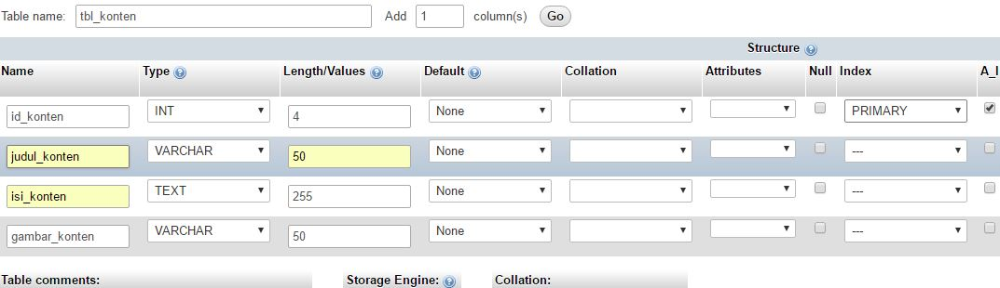 Table name: tbl_konten Add 1 column(s) Go
Structure
Name Type Length/Values Default Collation Attributes Null Index A_I
id_konten INT 4 None PRIMARY
judul_konten VARCHAR 50 None ---
isi_konten TEXT 255 None ---
gambar_konten VARCHAR 50 None ---
Table comments: Storage Engine: Collation: